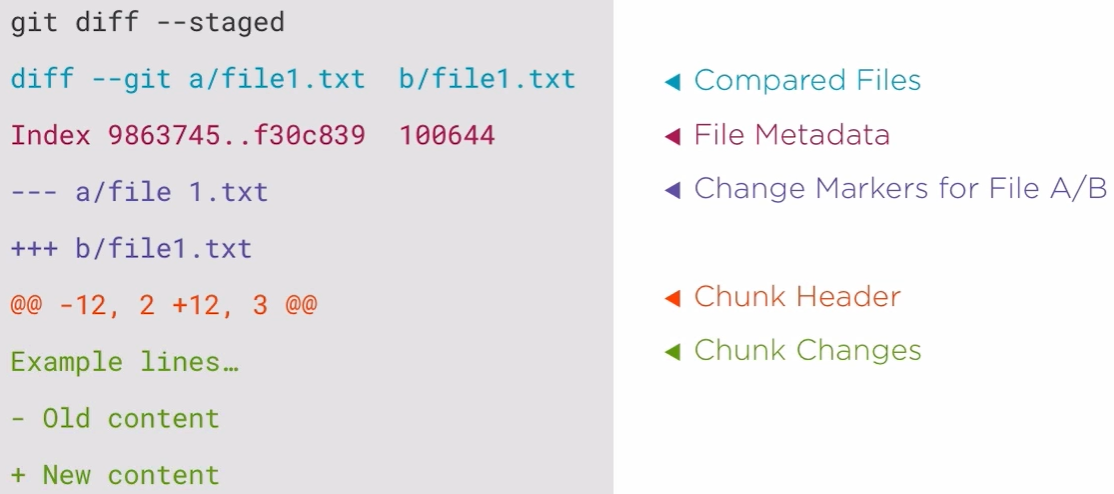 git diff --staged
diff --git a/file1.txt  b/file1.txt
◄ Compared Files
Index 9863745..f30c839  100644
◄ File Metadata
--- a/file 1.txt
◄ Change Markers for File A/B
+++ b/file1.txt
@@ -12, 2 +12, 3 @@
◄ Chunk Header
Example lines…
◄ Chunk Changes
- Old content
+ New content